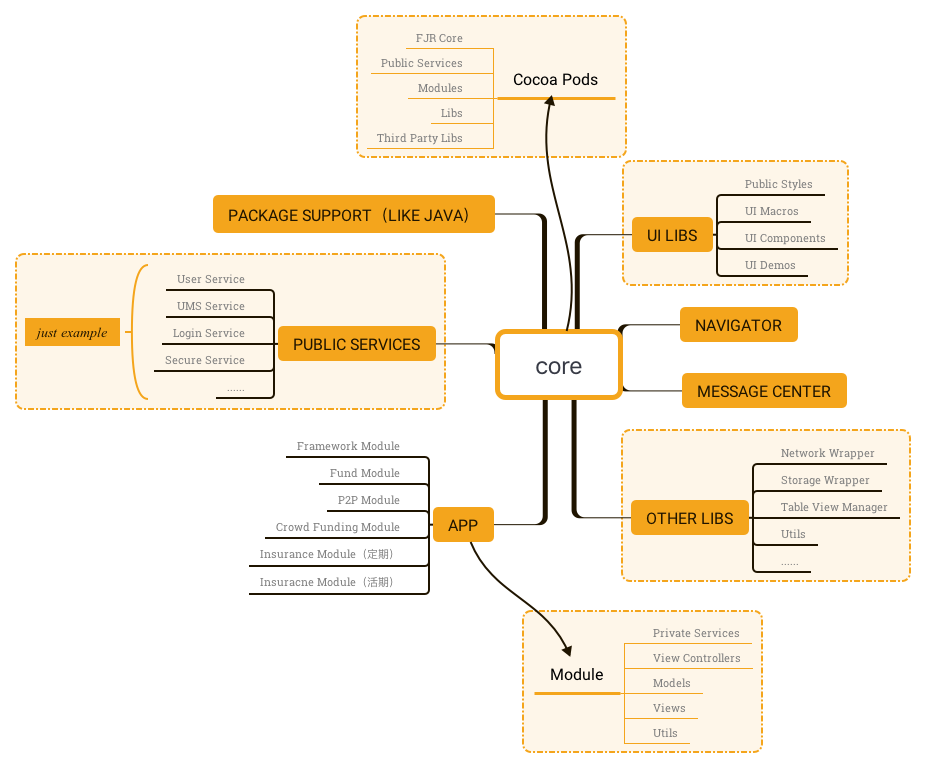 FJR Core
Public Services
Modules
Libs
Third Party Libs
Cocoa Pods
PACKAGE SUPPORT（LIKE JAVA）
UI LIBS
Public Styles
UI Macros
UI Components
UI Demos
just example
User Service
UMS Service
Login Service
Secure Service
......
PUBLIC SERVICES
core
NAVIGATOR
MESSAGE CENTER
Framework Module
Fund Module
P2P Module
Crowd Funding Module
Insurance Module（定期）
Insuracne Module（活期）
APP
OTHER LIBS
Network Wrapper
Storage Wrapper
Table View Manager
Utils
......
Module
Private Services
View Controllers
Models
Views
Utils